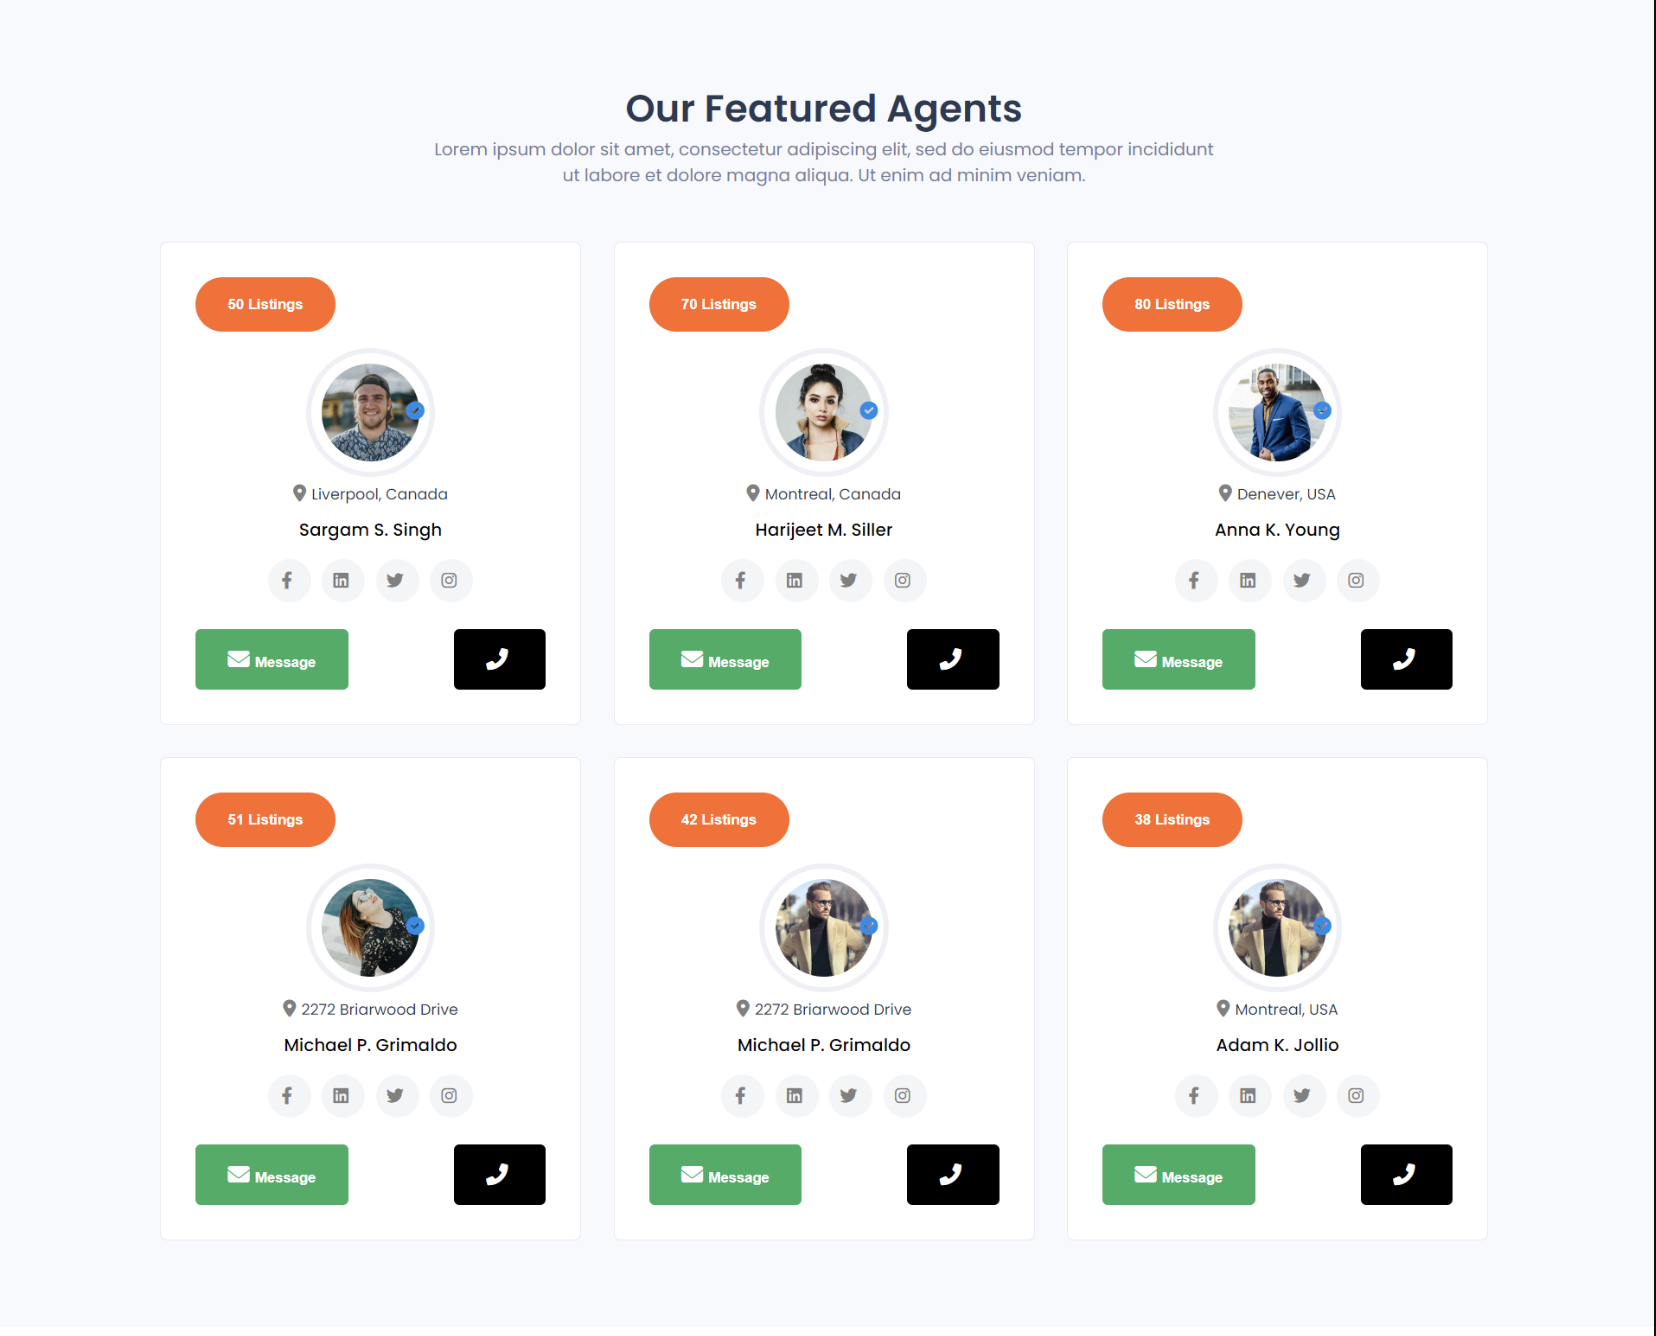 Our Featured Agents
Lorem ipsum dolor sit amet, consectetur adipiscing elit, sed do eiusmod tempor incididunt
ut labore et dolore magna aliqua. Ut enim ad minim veniam.
50 Listings
Liverpool, Canada
Sargam S. Singh
Message
70 Listings
Montreal, Canada
Harijeet M. Siller
Message
80 Listings
Denever, USA
Anna K. Young
Message
51 Listings
2272 Briarwood Drive
Michael P. Grimaldo
Message
42 Listings
2272 Briarwood Drive
Michael P. Grimaldo
Message
38 Listings
Montreal, USA
Adam K. Jollio
Message